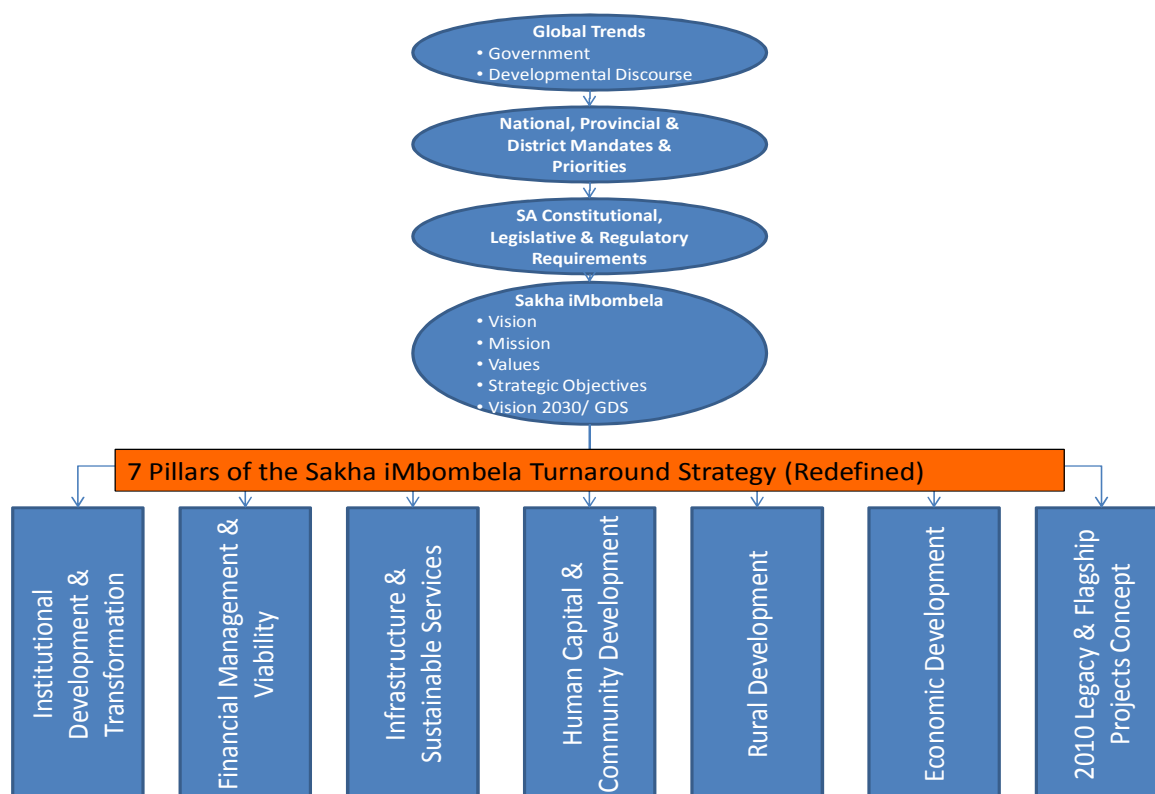 Global Trends
• Government
• Developmental Discourse
National, Provincial &
District Mandates &
Priorities
SA Constitutional,
Legislative & Regulatory
Requirements
Sakha iMbombela
• Vision
• Mission
• Values
• Strategic Objectives
• Vision 2030/ GDS
7 Pillars of the Sakha iMbombela Turnaround Strategy (Redefined)
Institutional
Development &
Transformation
Financial Management &
Viability
Infrastructure &
Sustainable Services
Human Capital &
Community Development
Rural Development
Economic Development
2010 Legacy & Flagship
Projects Concept